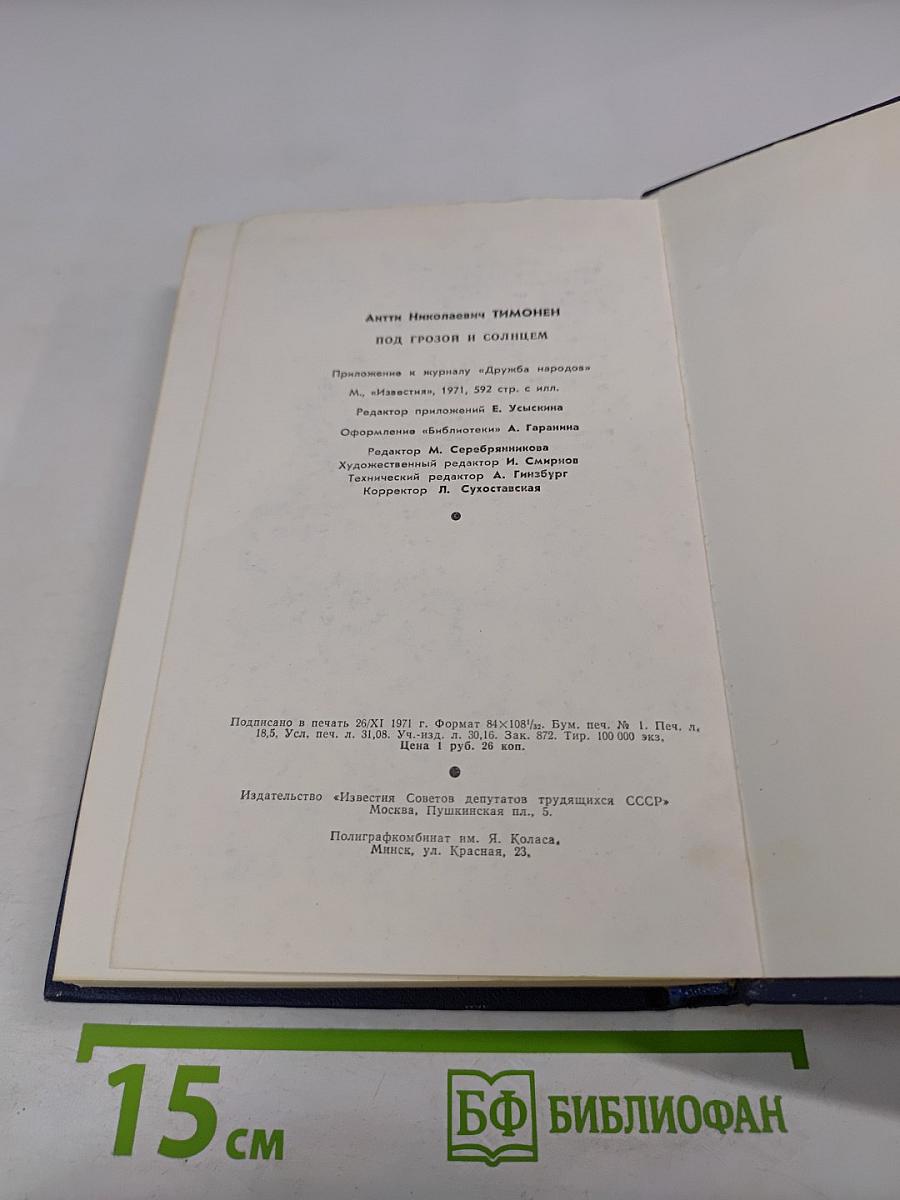 Антти Николаевич ТИМОНЕН
ПОД ГРОЗОЙ И СОЛНЦЕМ
Приложение к журналу «Дружба народов»
М., «Известия», 1971, 592 стр. с илл.
Редактор приложений Е. Усыскина
Оформление «Библиотеки» А. Гаранина
Редактор М. Серебрянникова
Художественный редактор И. Смирнов
Технический редактор А. Гинзбург
Корректор Л. Сухоставская
Подписано в печать 26/XI 1971 г. Формат 84×108¹/₃₂. Бум. печ. № 1. Печ. л.
18,5. Усл. печ. л. 31,08. Уч.-изд. л. 30,16. Зак. 872. Тир. 100 000 экз.
Цена 1 руб. 26 коп.
Издательство «Известия Советов депутатов трудящихся СССР»
Москва, Пушкинская пл., 5.
Полиграфкомбинат им. Я. Коласа.
Минск, ул. Красная, 23.
15 см
БФ БИБЛИОФАН